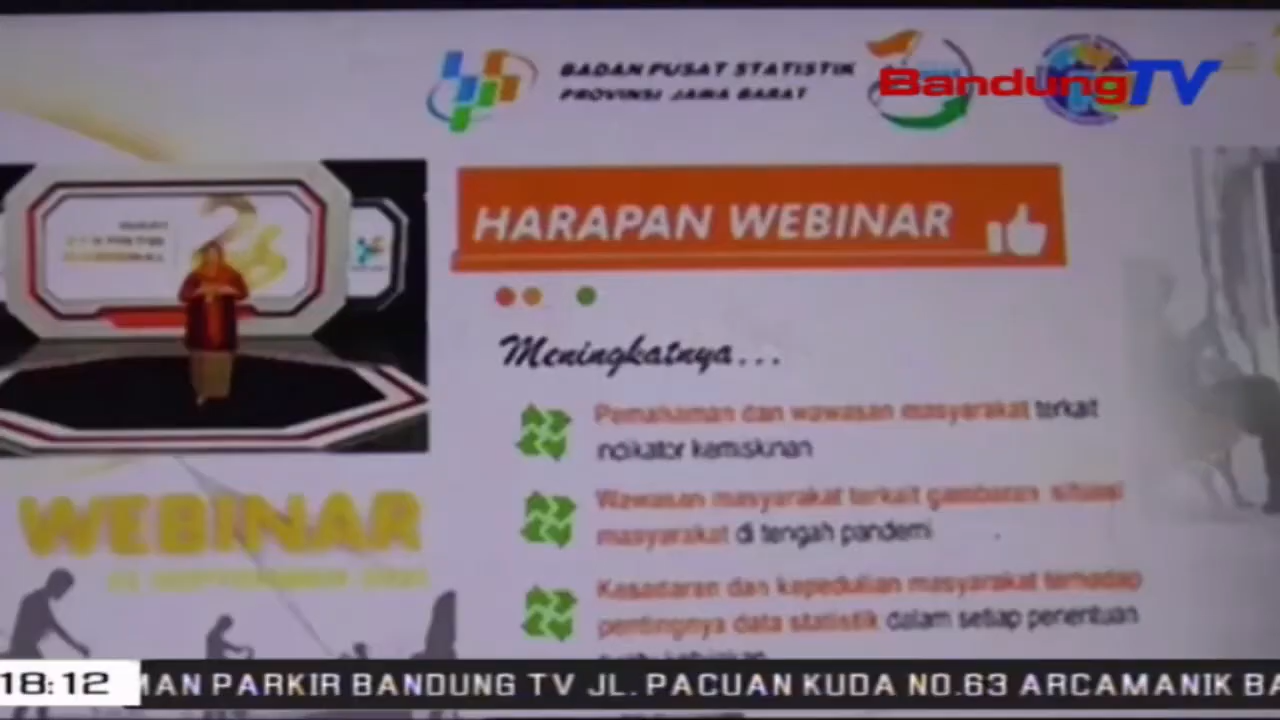 BADAN PUSAT STATISTIK
PROVINSI JAWA BARAT
BandungTV
HARAPAN WEBINAR
Meningkatnya...
Pemahaman dan wawasan masyarakat terkait
indikator kemiskinan
Wawasan masyarakat terkait gambaran situasi
masyarakat di tengah pandemi
Kesadaran dan kepedulian masyarakat terhadap
pentingnya data statistik dalam setiap penentuan
WEBINAR
18:12
MAN PARKIR BANDUNG TV JL. PACUAN KUDA NO.63 ARCAMANIK BA